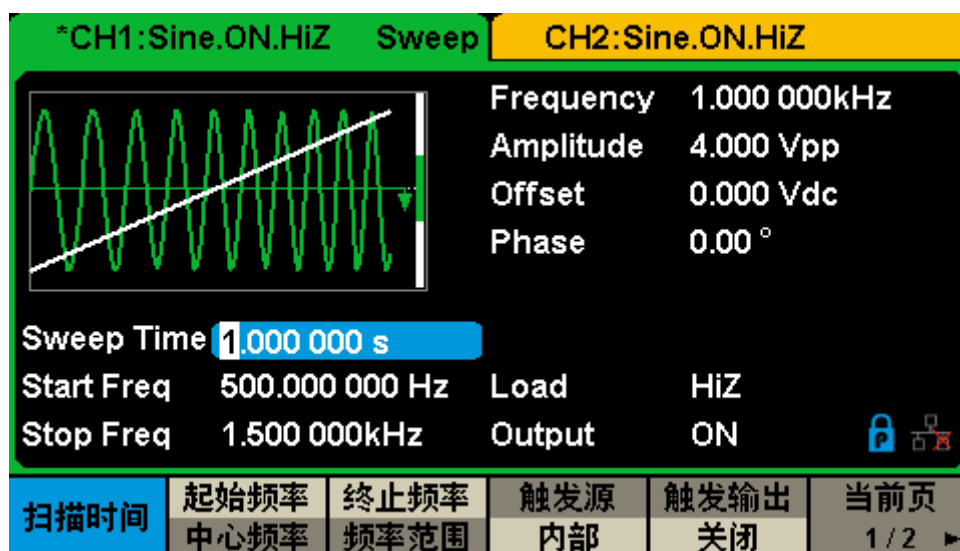 *CH1:Sine.ON.HiZ Sweep CH2:Sine.ON.HiZ
Frequency 1.000 000kHz
Amplitude 4.000 Vpp
Offset 0.000 Vdc
Phase 0.00 °
Sweep Time 1.000 000 s
Start Freq 500.000 000 Hz Load HiZ
Stop Freq 1.500 000kHz Output ON P
扫描时间 起始频率 终止频率 触发源 触发输出 当前页
中心频率 频率范围 内部 关闭 1/2 ►